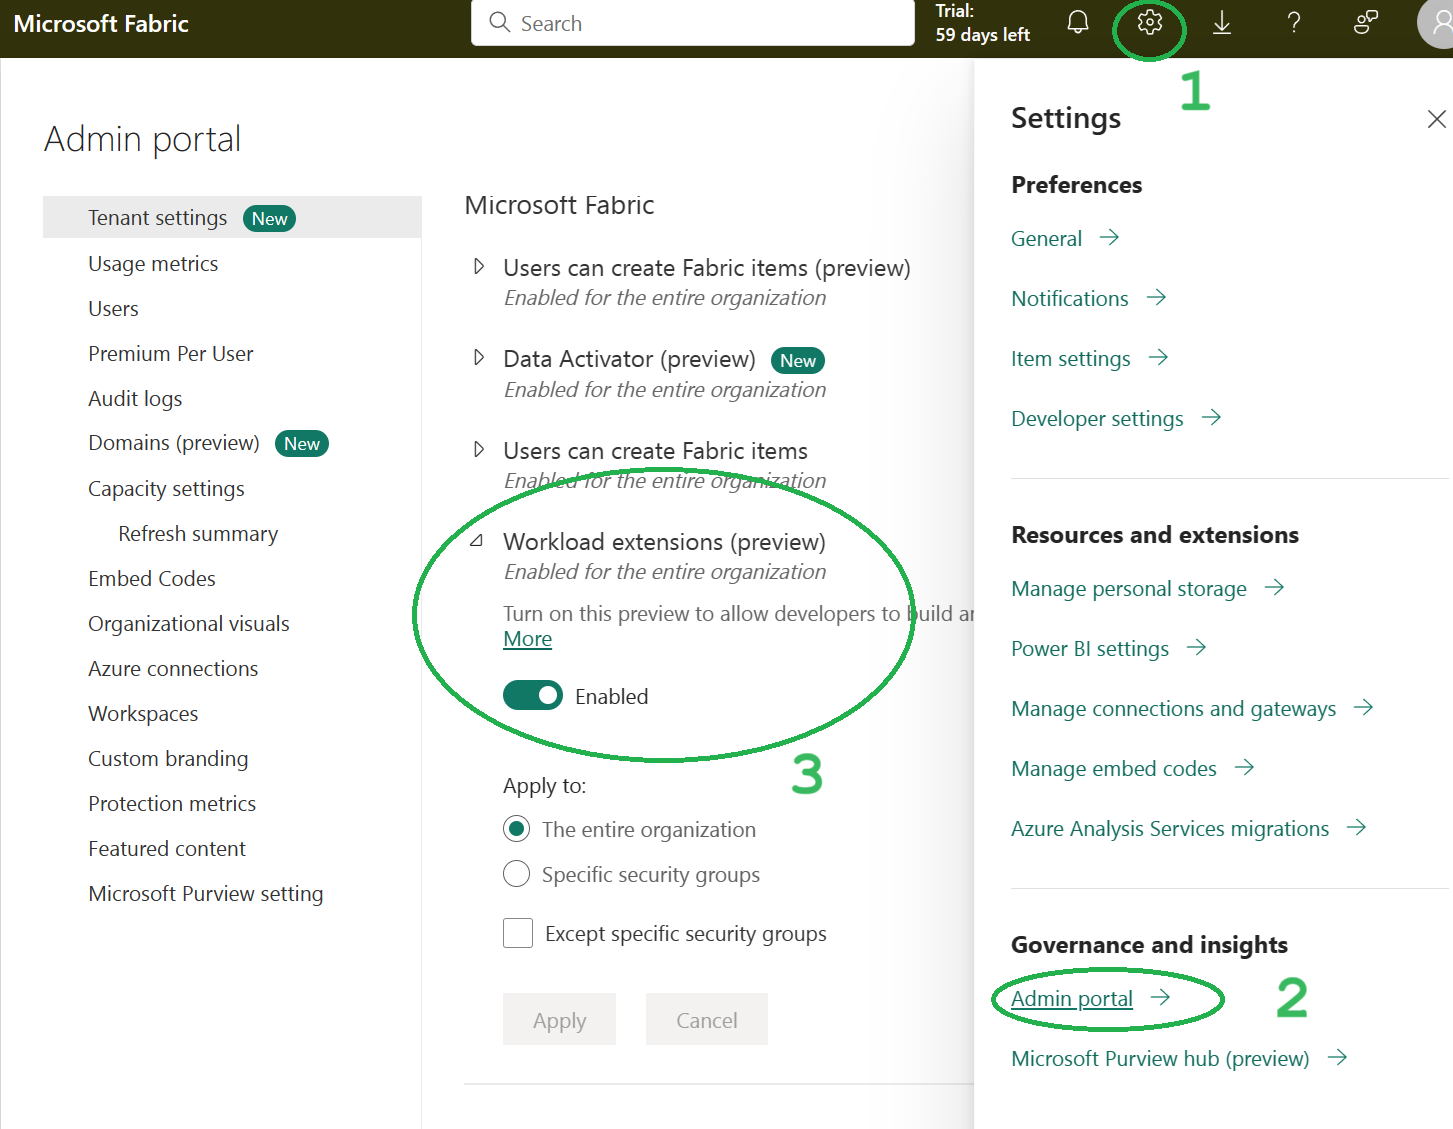 Microsoft Fabric
Search
Trial:
59 days left
1
Admin portal
Tenant settings New
Usage metrics
Users
Premium Per User
Audit logs
Domains (preview) New
Capacity settings
Refresh summary
Embed Codes
Organizational visuals
Azure connections
Workspaces
Custom branding
Protection metrics
Featured content
Microsoft Purview setting
Microsoft Fabric
Users can create Fabric items (preview)
Enabled for the entire organization
Data Activator (preview) New
Enabled for the entire organization
Users can create Fabric items
Enabled for the entire organization
Workload extensions (preview)
Enabled for the entire organization
Turn on this preview to allow developers to build
More
Enabled
3
Apply to:
The entire organization
Specific security groups
Except specific security groups
Apply Cancel
Settings
Preferences
General
Notifications
Item settings
Developer settings
Resources and extensions
Manage personal storage
Power BI settings
Manage connections and gateways
Manage embed codes
Azure Analysis Services migrations
Governance and insights
Admin portal 2
Microsoft Purview hub (preview)